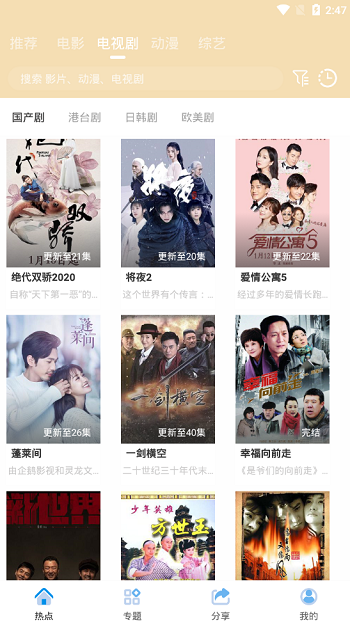 2:47
推荐 电影 电视剧 动漫 综艺
搜索 影片、动漫、电视剧
国产剧 港台剧 日韩剧 欧美剧
绝代
双骄
更新至21集
将夜
更新至20集
爱情公寓5
更新至22集
绝代双骄2020 将夜2 爱情公寓5
自称“天下第一恶”的... 这个世界有个传言：... 经过多年的爱情长跑...
蓬莱间
更新至26集
一剑横空
更新至40集
幸福
向前走
完结
蓬莱间 一剑横空 幸福向前走
由企鹅影视和灵龙文... 二十世纪三十年代末... 《是爷们的向前走》...
新世界
少年英雄
方世玉
热点 专题 分享 我的